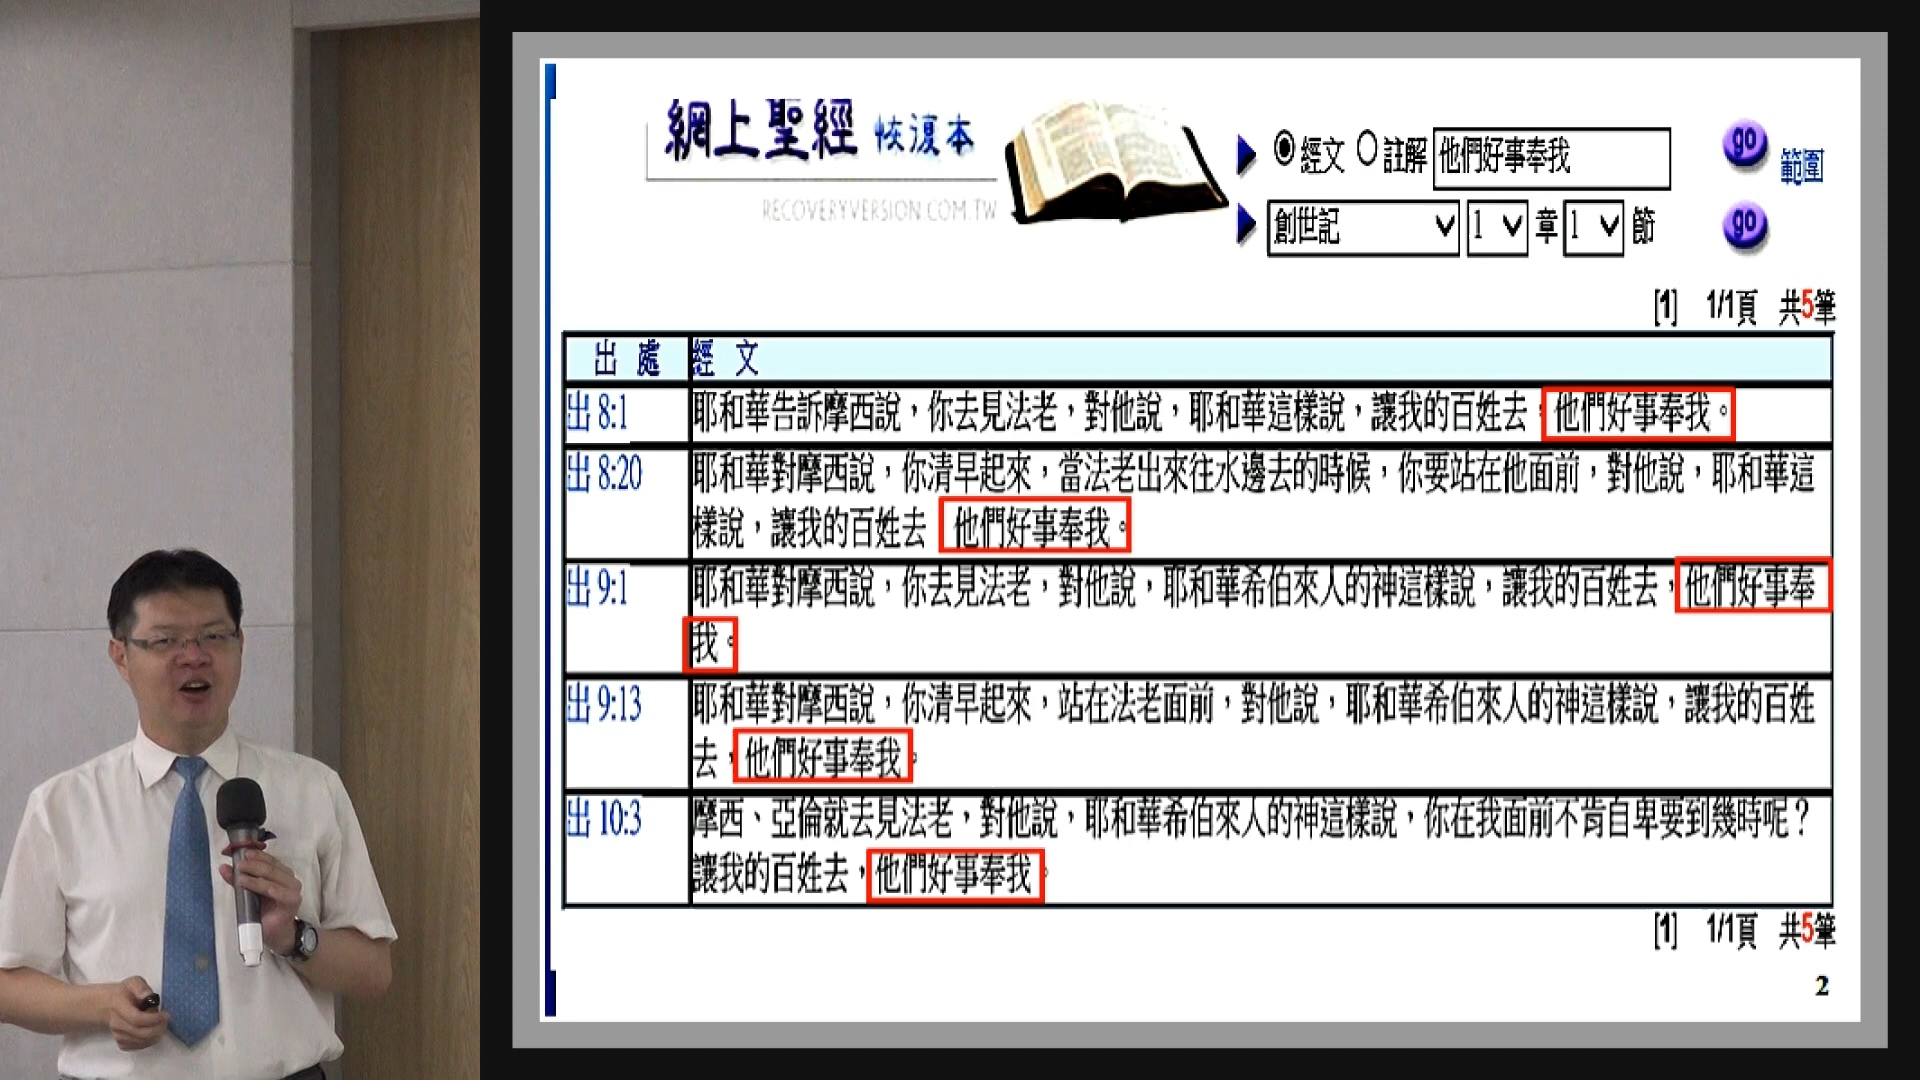 網上聖經 恢復本
RECOVERYVERSION.COM.TW
經文 註解 他們好事奉我 go 範圍
創世記 1 章 1 節 go
[1] 1/1頁 共5筆
出 處 經 文
出 8:1 耶和華告訴摩西說，你去見法老，對他說，耶和華這樣說，讓我的百姓去，他們好事奉我。
出 8:20 耶和華對摩西說，你清早起來，當法老出來往水邊去的時候，你要站在他面前，對他說，耶和華這
樣說，讓我的百姓去 他們好事奉我。
出 9:1 耶和華對摩西說，你去見法老，對他說，耶和華希伯來人的神這樣說，讓我的百姓去，他們好事奉
我。
出 9:13 耶和華對摩西說，你清早起來，站在法老面前，對他說，耶和華希伯來人的神這樣說，讓我的百姓
去，他們好事奉我。
出 10:3 摩西、亞倫就去見法老，對他說，耶和華希伯來人的神這樣說，你在我面前不肯自卑要到幾時呢？
讓我的百姓去，他們好事奉我。
[1] 1/1頁 共5筆
2